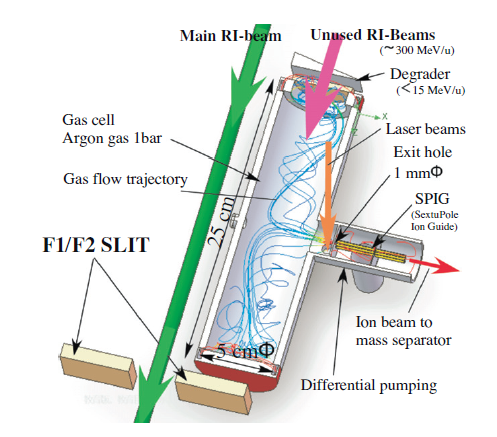 Main RI-beam
Unused RI-Beams
(~300 MeV/u)
Degrader
(<15 MeV/u)
X
Gas cell
Argon gas 1bar
Laser beams
Exit hole
1 mmΦ
Gas flow trajectory
SPIG
(SextuPole
Ion Guide)
25 cm
F1/F2 SLIT
Ion beam to
mass separator
5 cmΦ
Differential pumping